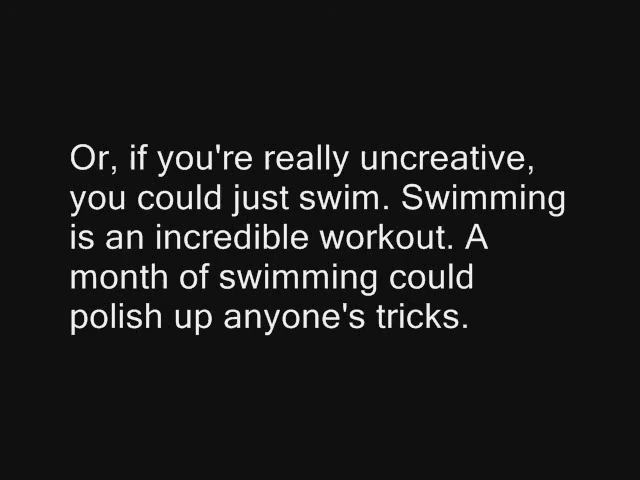 Or, if you're really uncreative,
you could just swim. Swimming
is an incredible workout. A
month of swimming could
polish up anyone's tricks.